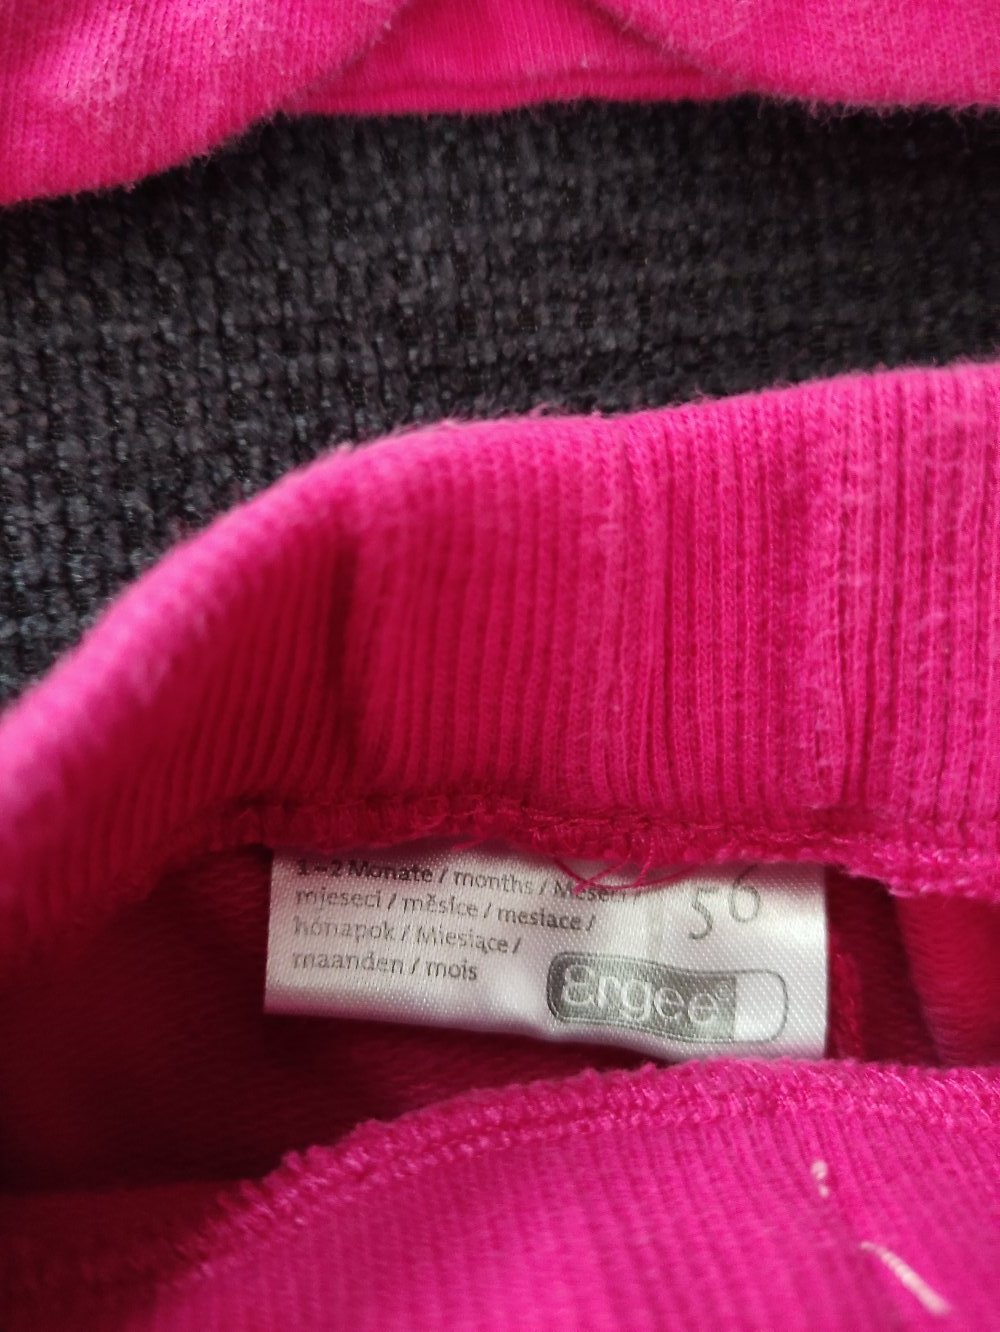 1–2 Monate / months / Meseci /
mjeseci / měsíce / mesiace /
hónapok / Miesiące /
maanden / mois
56
ergee